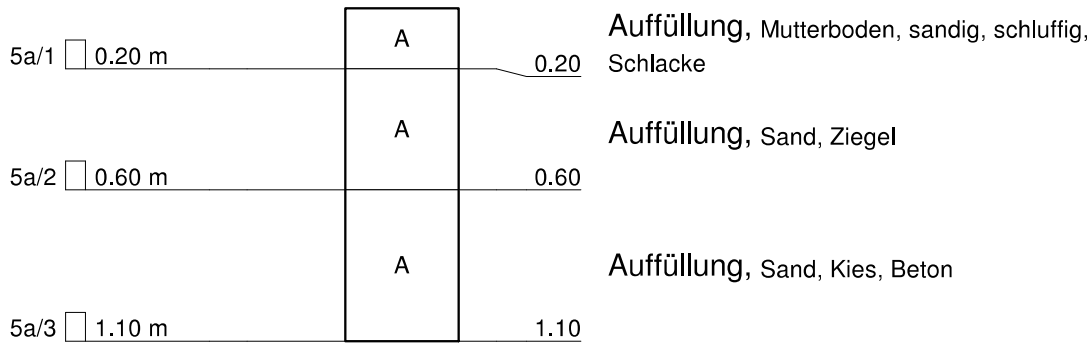 A
Auffüllung, Mutterboden, sandig, schluffig,
5a/1 0.20 m 0.20 Schlacke
A Auffüllung, Sand, Ziegel
5a/2 0.60 m 0.60
A Auffüllung, Sand, Kies, Beton
5a/3 1.10 m 1.10